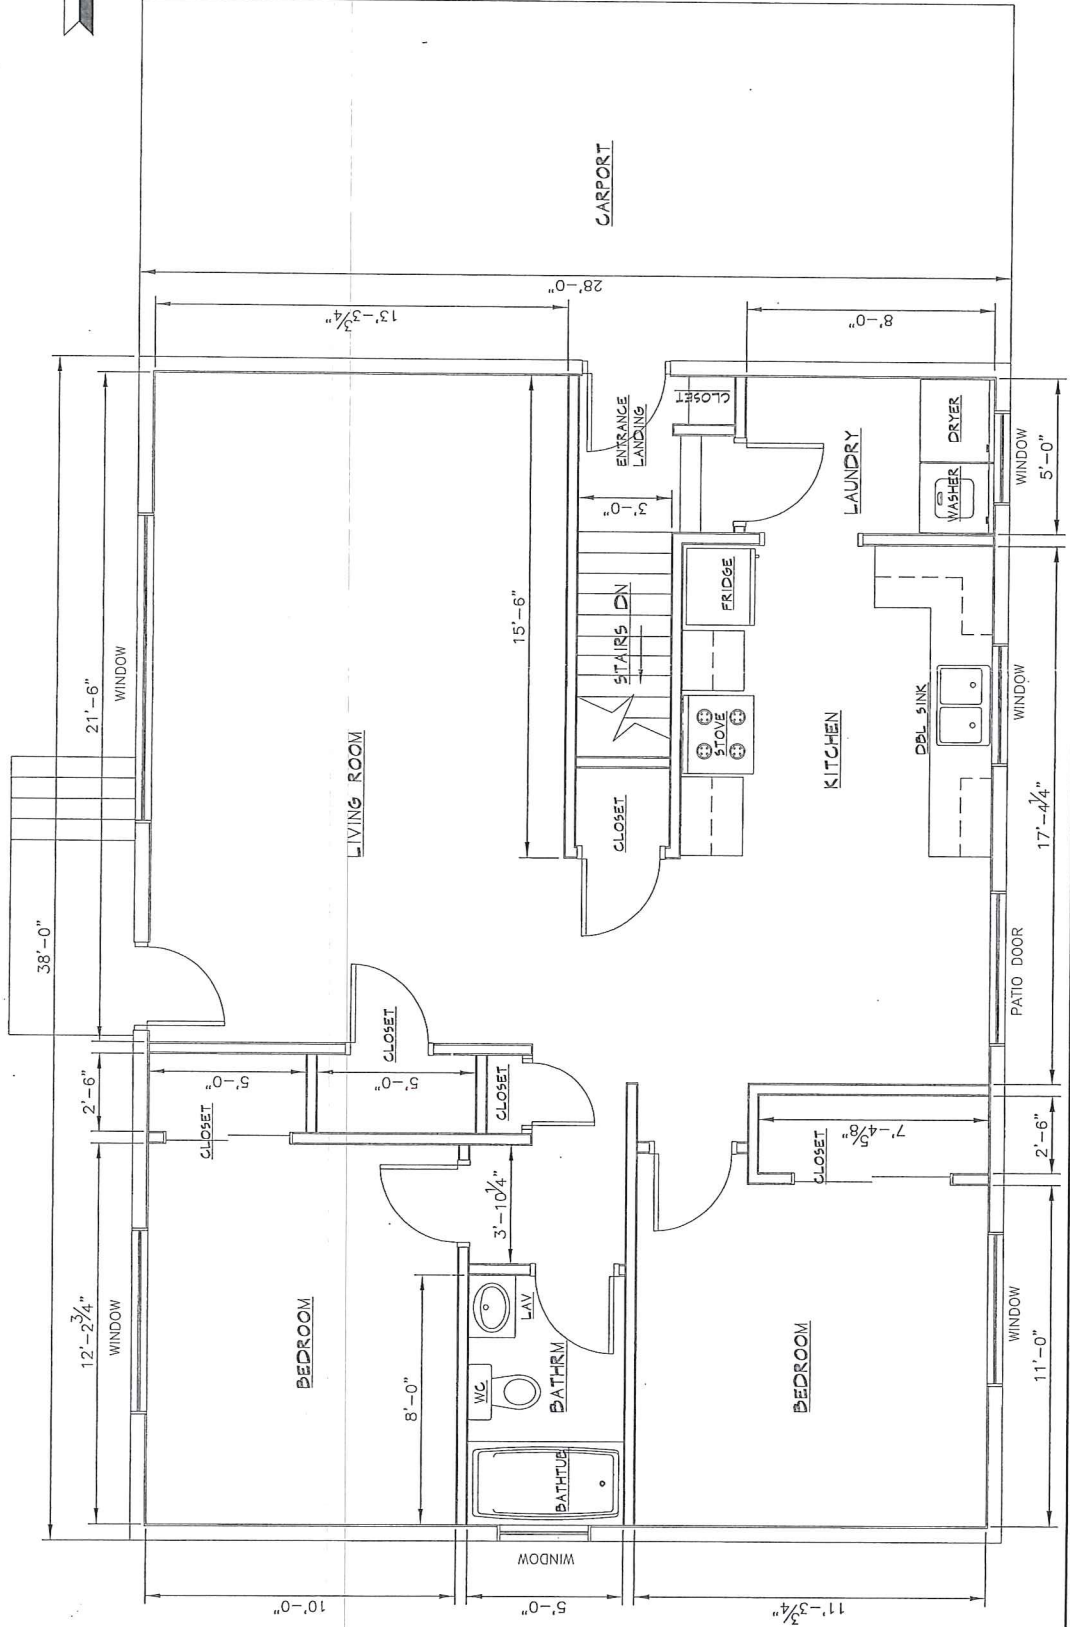 CARPORT
28'-0"
13'-3¾"
8'-0"
38'-0"
21'-6"
WINDOW
LIVING ROOM
15'-6"
ENTRANCE
LANDING
CLOSET
3'-0"
STAIRS DN
CLOSET
FRIDGE
STOVE
KITCHEN
LAUNDRY
WASHER
DRYER
DBL SINK
WINDOW
5'-0"
WINDOW
17'-4¼"
PATIO DOOR
2'-6"
5'-0"
5'-0"
CLOSET
CLOSET
CLOSET
12'-2¾"
WINDOW
BEDROOM
3'-10¼"
8'-0"
LAV
WC
BATHRM
BATHTUB
WINDOW
BEDROOM
CLOSET
7'-4⅝"
2'-6"
WINDOW
11'-0"
10'-0"
5'-0"
11'-3¾"